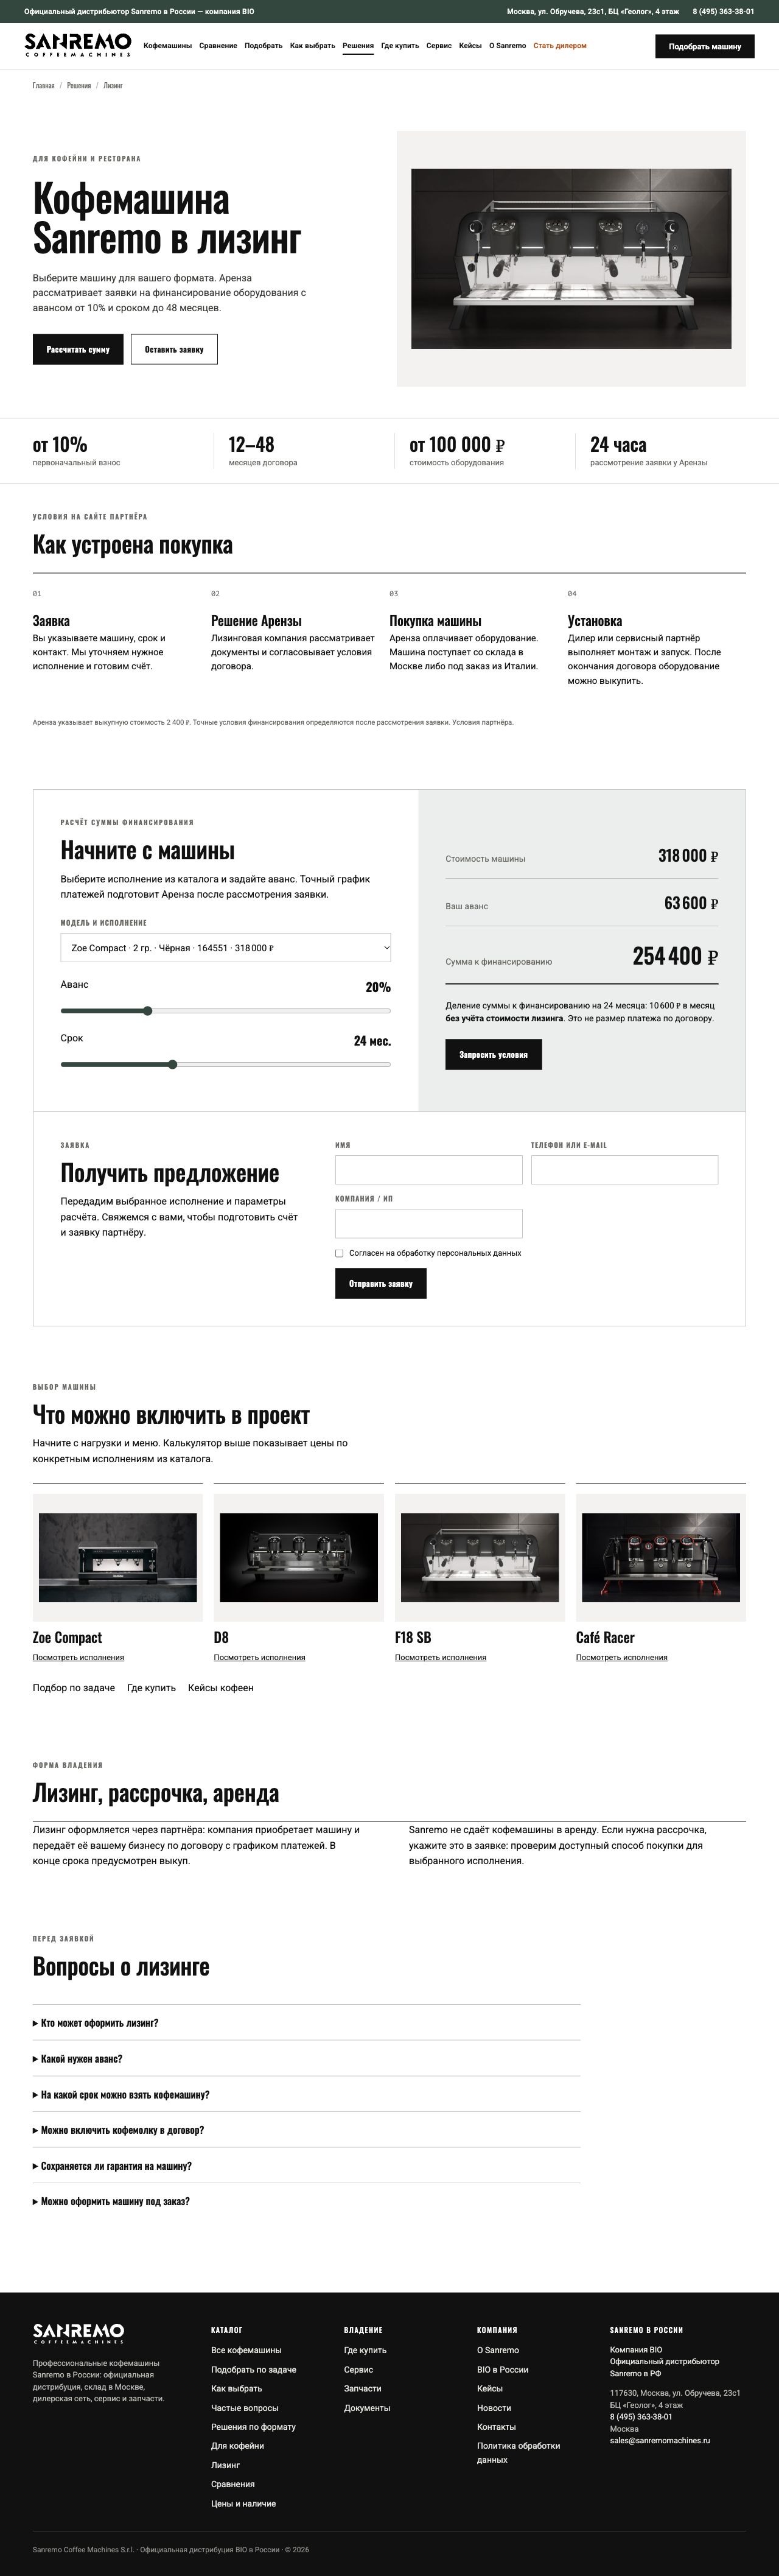 Официальный дистрибьютор Sanremo в России — компания BIO
Москва, ул. Обручева, 23с1, БЦ «Геолог», 4 этаж
8 (495) 363-38-01
SANREMO
COFFEEMACHINES
Кофемашины
Сравнение
Подобрать
Как выбрать
Решения
Где купить
Сервис
Кейсы
О Sanremo
Стать дилером
Подобрать машину
Главная / Решения / Лизинг
ДЛЯ КОФЕЙНИ И РЕСТОРАНА
Кофемашина
Sanremo в лизинг
Выберите машину для вашего формата. Аренза
рассматривает заявки на финансирование оборудования с
авансом от 10% и сроком до 48 месяцев.
Рассчитать сумму
Оставить заявку
от 10%
первоначальный взнос
12–48
месяцев договора
от 100 000 ₽
стоимость оборудования
24 часа
рассмотрение заявки у Арензы
УСЛОВИЯ НА САЙТЕ ПАРТНЁРА
Как устроена покупка
01
Заявка
Вы указываете машину, срок и
контакт. Мы уточняем нужное
исполнение и готовим счёт.
02
Решение Арензы
Лизинговая компания рассматривает
документы и согласовывает условия
договора.
03
Покупка машины
Аренза оплачивает оборудование.
Машина поступает со склада в
Москве либо под заказ из Италии.
04
Установка
Дилер или сервисный партнёр
выполняет монтаж и запуск. После
окончания договора оборудование
можно выкупить.
Аренза указывает выкупную стоимость 2 400 ₽. Точные условия финансирования определяются после рассмотрения заявки. Условия партнёра.
РАСЧЁТ СУММЫ ФИНАНСИРОВАНИЯ
Начните с машины
Выберите исполнение из каталога и задайте аванс. Точный график
платежей подготовит Аренза после рассмотрения заявки.
МОДЕЛЬ И ИСПОЛНЕНИЕ
Zoe Compact · 2 гр. · Чёрная · 164551 · 318 000 ₽
Аванс
20%
Срок
24 мес.
Стоимость машины
318 000 ₽
Ваш аванс
63 600 ₽
Сумма к финансированию
254 400 ₽
Деление суммы к финансированию на 24 месяца: 10 600 ₽ в месяц
без учёта стоимости лизинга. Это не размер платежа по договору.
Запросить условия
ЗАЯВКА
Получить предложение
Передадим выбранное исполнение и параметры
расчёта. Свяжемся с вами, чтобы подготовить счёт
и заявку партнёру.
ИМЯ
ТЕЛЕФОН ИЛИ E-MAIL
КОМПАНИЯ / ИП
Согласен на обработку персональных данных
Отправить заявку
ВЫБОР МАШИНЫ
Что можно включить в проект
Начните с нагрузки и меню. Калькулятор выше показывает цены по
конкретным исполнениям из каталога.
Zoe Compact
Посмотреть исполнения
D8
Посмотреть исполнения
F18 SB
Посмотреть исполнения
Café Racer
Посмотреть исполнения
Подбор по задаче
Где купить
Кейсы кофеен
ФОРМА ВЛАДЕНИЯ
Лизинг, рассрочка, аренда
Лизинг оформляется через партнёра: компания приобретает машину и
передаёт её вашему бизнесу по договору с графиком платежей. В
конце срока предусмотрен выкуп.
Sanremo не сдаёт кофемашины в аренду. Если нужна рассрочка,
укажите это в заявке: проверим доступный способ покупки для
выбранного исполнения.
ПЕРЕД ЗАЯВКОЙ
Вопросы о лизинге
Кто может оформить лизинг?
Какой нужен аванс?
На какой срок можно взять кофемашину?
Можно включить кофемолку в договор?
Сохраняется ли гарантия на машину?
Можно оформить машину под заказ?
SANREMO
COFFEEMACHINES
Профессиональные кофемашины
Sanremo в России: официальная
дистрибуция, склад в Москве,
дилерская сеть, сервис и запчасти.
КАТАЛОГ
Все кофемашины
Подобрать по задаче
Как выбрать
Частые вопросы
Решения по формату
Для кофейни
Лизинг
Сравнения
Цены и наличие
ВЛАДЕНИЕ
Где купить
Сервис
Запчасти
Документы
КОМПАНИЯ
О Sanremo
BIO в России
Кейсы
Новости
Контакты
Политика обработки
данных
SANREMO В РОССИИ
Компания BIO
Официальный дистрибьютор
Sanremo в РФ
117630, Москва, ул. Обручева, 23с1
БЦ «Геолог», 4 этаж
8 (495) 363-38-01
Москва
sales@sanremomachines.ru
Sanremo Coffee Machines S.r.l. · Официальная дистрибуция BIO в России · © 2026